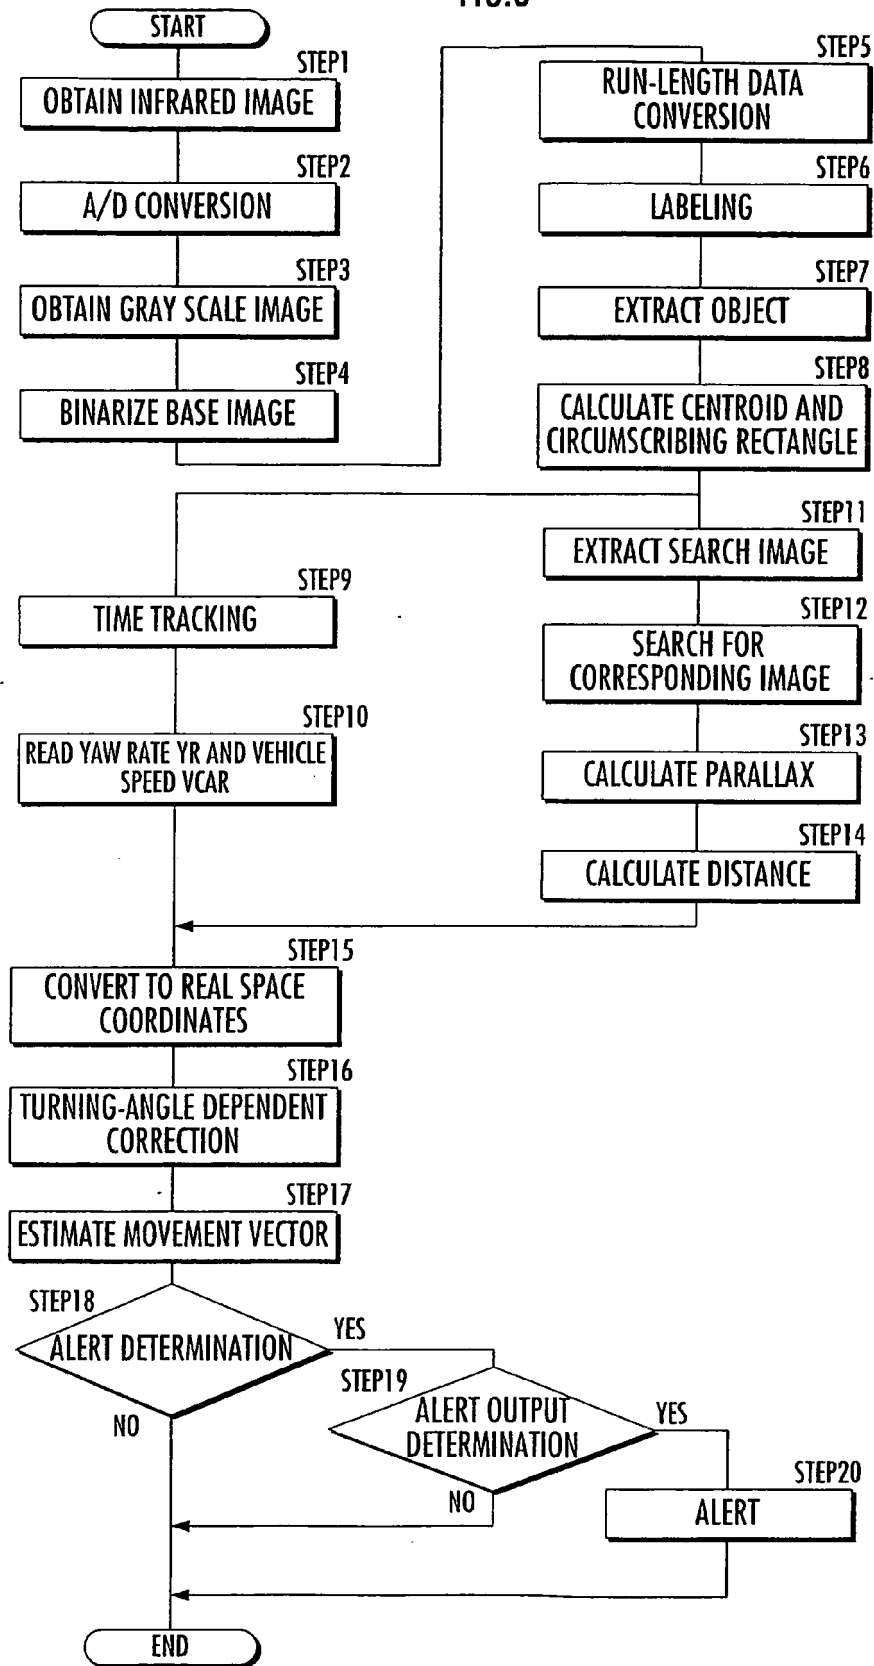 START
STEP1
OBTAIN INFRARED IMAGE
STEP2
A/D CONVERSION
STEP3
OBTAIN GRAY SCALE IMAGE
STEP4
BINARIZE BASE IMAGE
STEP5
RUN-LENGTH DATA
CONVERSION
STEP6
LABELING
STEP7
EXTRACT OBJECT
STEP8
CALCULATE CENTROID AND
CIRCUMSCRIBING RECTANGLE
STEP9
TIME TRACKING
STEP10
READ YAW RATE YR AND VEHICLE
SPEED VCAR
STEP11
EXTRACT SEARCH IMAGE
STEP12
SEARCH FOR
CORRESPONDING IMAGE
STEP13
CALCULATE PARALLAX
STEP14
CALCULATE DISTANCE
STEP15
CONVERT TO REAL SPACE
COORDINATES
STEP16
TURNING-ANGLE DEPENDENT
CORRECTION
STEP17
ESTIMATE MOVEMENT VECTOR
STEP18
ALERT DETERMINATION
YES
NO
STEP19
ALERT OUTPUT
DETERMINATION
YES
NO
STEP20
ALERT
END